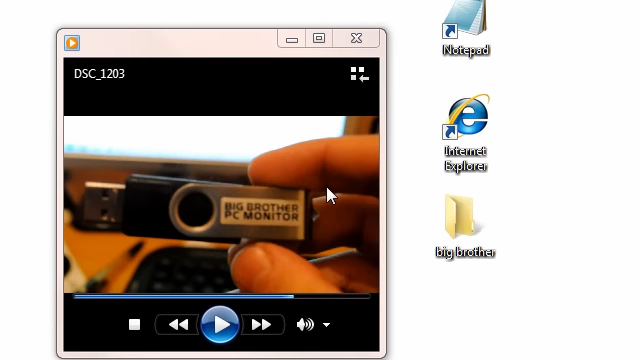 DSC_1203
BIG BROTHER
PC MONITOR
Notepad
Internet
Explorer
big brother